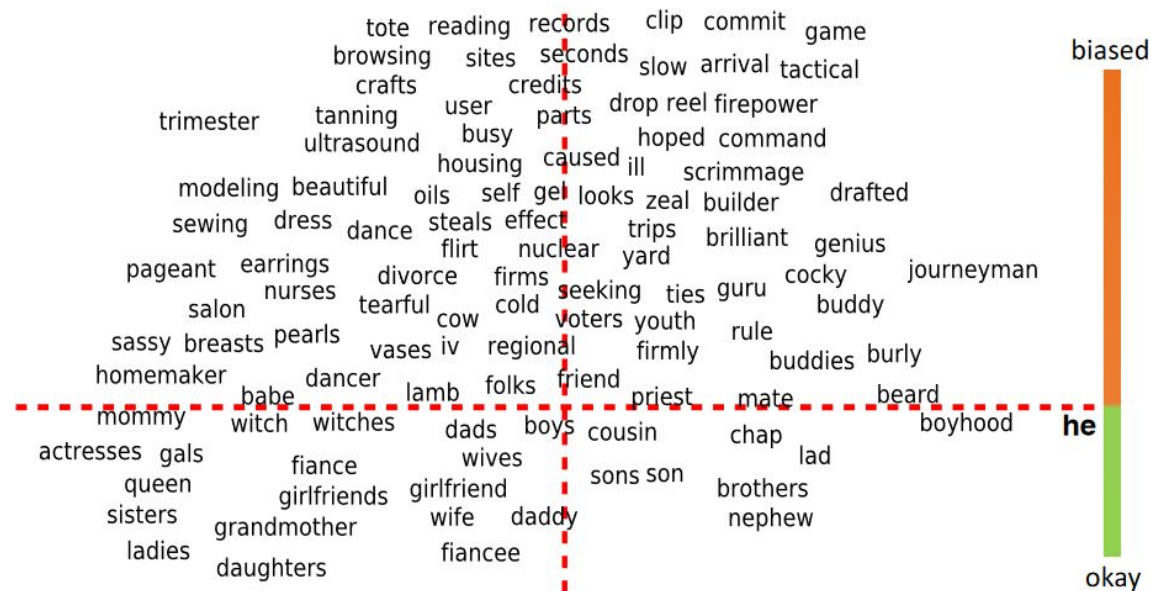 tote reading records clip commit game
biased
browsing sites seconds slow arrival tactical
crafts credits
trimester tanning user parts drop reel firepower
ultrasound busy hoped command
housing caused ill scrimmage
modeling beautiful oils self gel looks zeal builder drafted
sewing dress dance steals effect trips brilliant genius
flirt nuclear yard
pageant earrings divorce firms cocky journeyman
nurses seeking ties guru
salon tearful cow cold voters youth buddy
sassy breasts pearls vases iv regional firmly rule buddies burly
homemaker babe dancer lamb folks friend priest mate beard
mommy witch witches dads boys cousin chap boyhood he
actresses gals fiance wives lad
queen girlfriends girlfriend sons son brothers
sisters grandmother wife daddy nephew
ladies daughters fiancee
okay